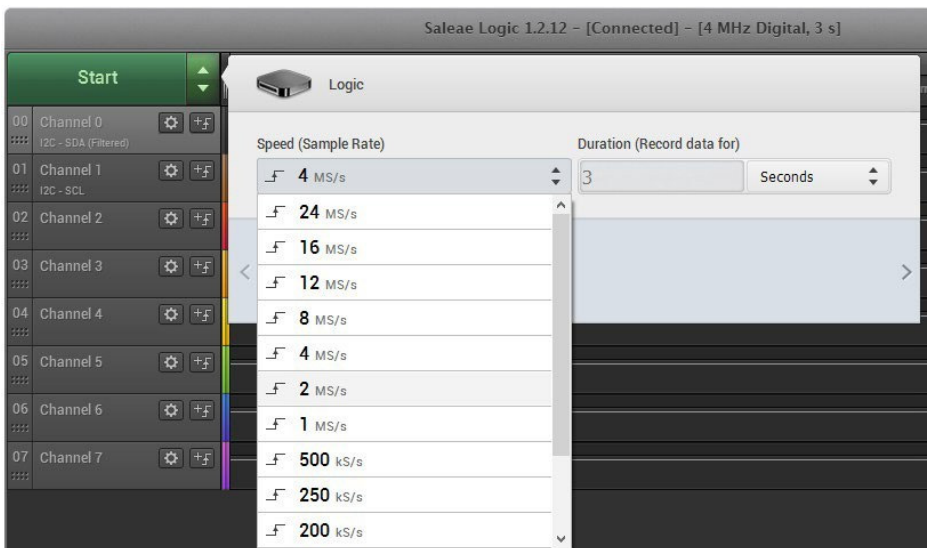 Saleae Logic 1.2.12 - [Connected] - [4 MHz Digital, 3 s]
Start
Logic
00 Channel 0
I2C - SDA (Filtered)
Speed (Sample Rate) Duration (Record data for)
01 Channel 1
I2C - SCL
4 MS/s 3 Seconds
02 Channel 2
24 MS/s
16 MS/s
03 Channel 3
12 MS/s
04 Channel 4
8 MS/s
05 Channel 5
4 MS/s
2 MS/s
06 Channel 6
1 MS/s
07 Channel 7
500 kS/s
250 kS/s
200 kS/s